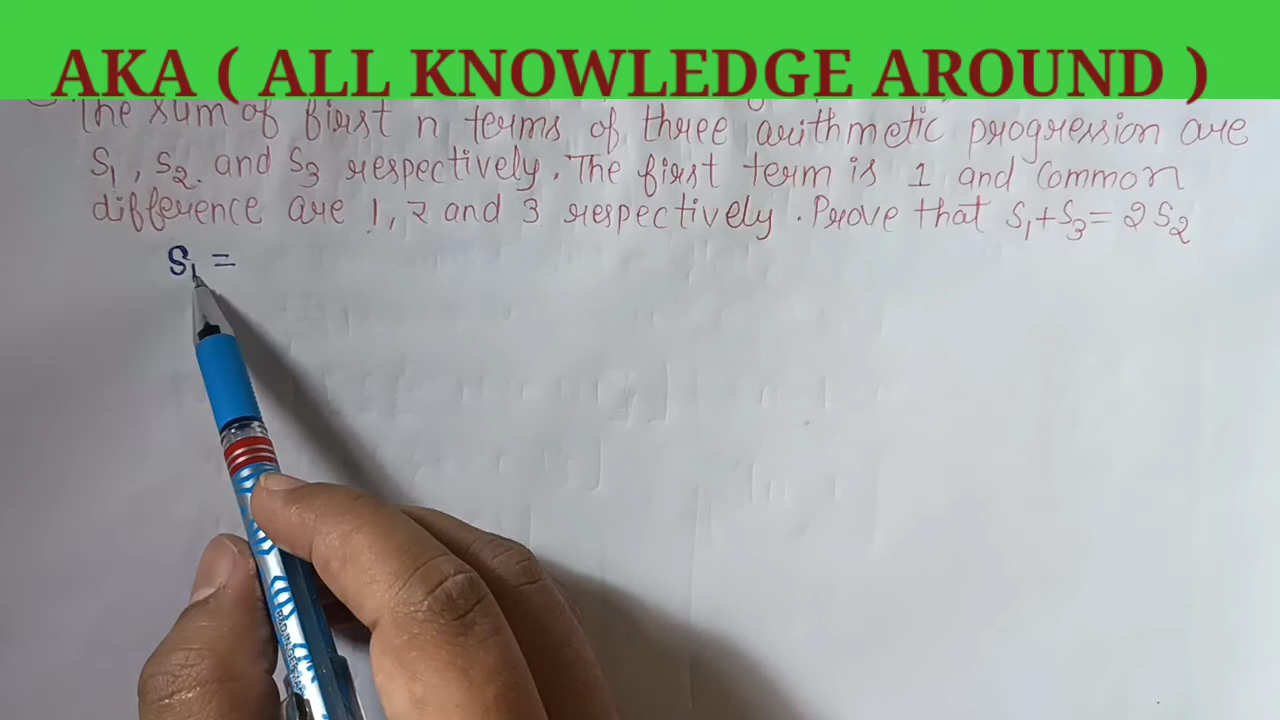 AKA ( ALL KNOWLEDGE AROUND )
The sum of first n terms of three arithmetic progression are
S1, S2. and S3 respectively. The first term is 1 and Common
difference are 1, 2 and 3 respectively. Prove that S1+S3=2S2
S1 =